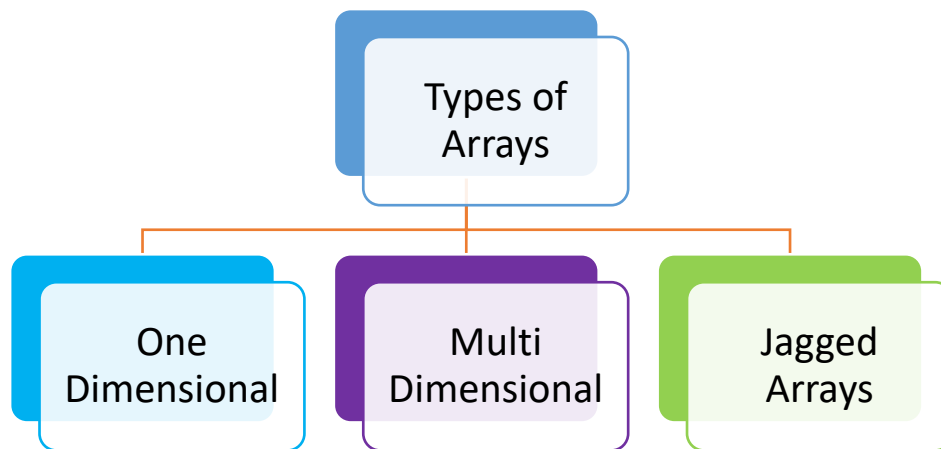 Types of
Arrays
One
Dimensional
Multi
Dimensional
Jagged
Arrays